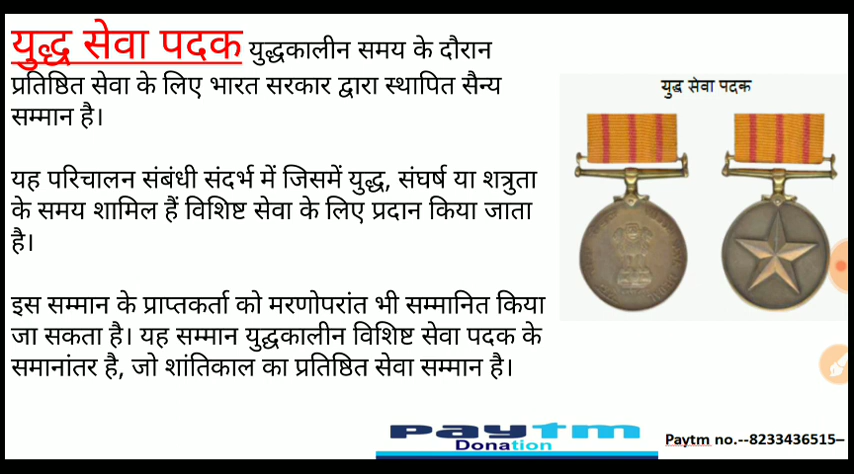 युद्ध सेवा पदक युद्धकालीन समय के दौरान
प्रतिष्ठित सेवा के लिए भारत सरकार द्वारा स्थापित सैन्य
सम्मान है।
यह परिचालन संबंधी संदर्भ में जिसमें युद्ध, संघर्ष या शत्रुता
के समय शामिल हैं विशिष्ट सेवा के लिए प्रदान किया जाता
है।
इस सम्मान के प्राप्तकर्ता को मरणोपरांत भी सम्मानित किया
जा सकता है। यह सम्मान युद्धकालीन विशिष्ट सेवा पदक के
समानांतर है, जो शांतिकाल का प्रतिष्ठित सेवा सम्मान है।
युद्ध सेवा पदक
paytm
Donation
Paytm no.--8233436515--